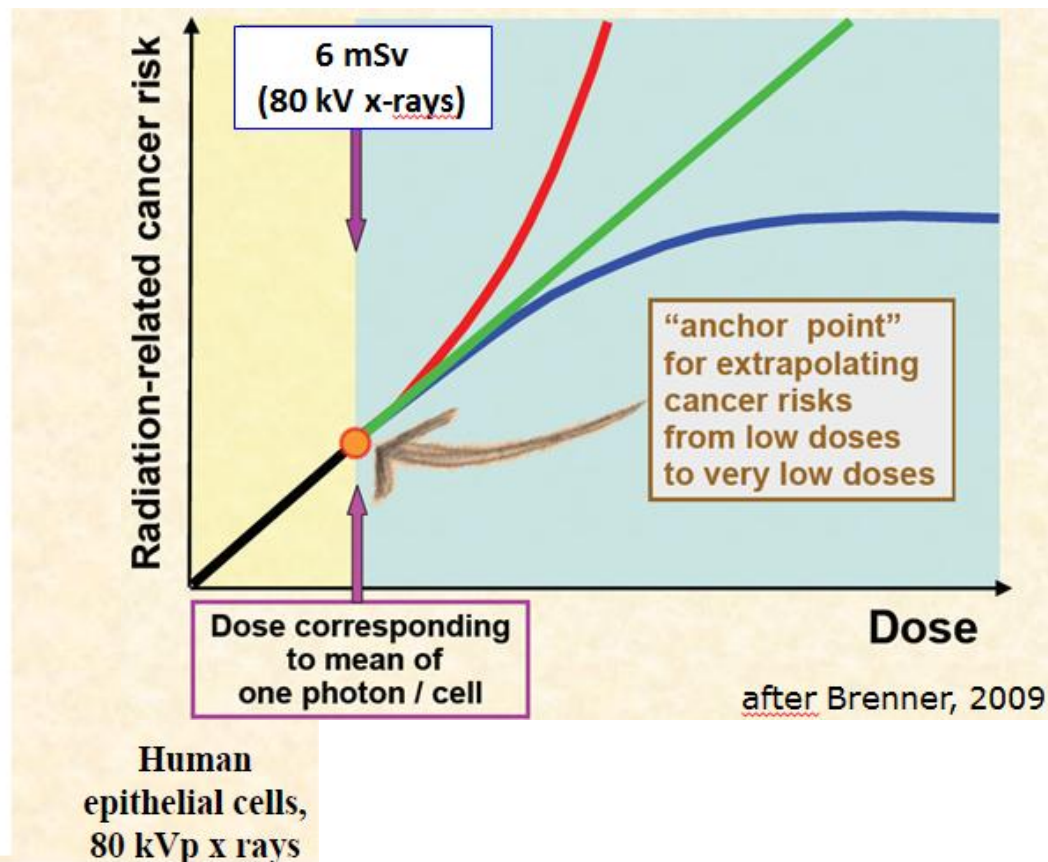 Radiation-related cancer risk
6 mSv
(80 kV x-rays)
“anchor point”
for extrapolating
cancer risks
from low doses
to very low doses
Dose corresponding
to mean of
one photon / cell
Dose
after Brenner, 2009
Human
epithelial cells,
80 kVp x rays